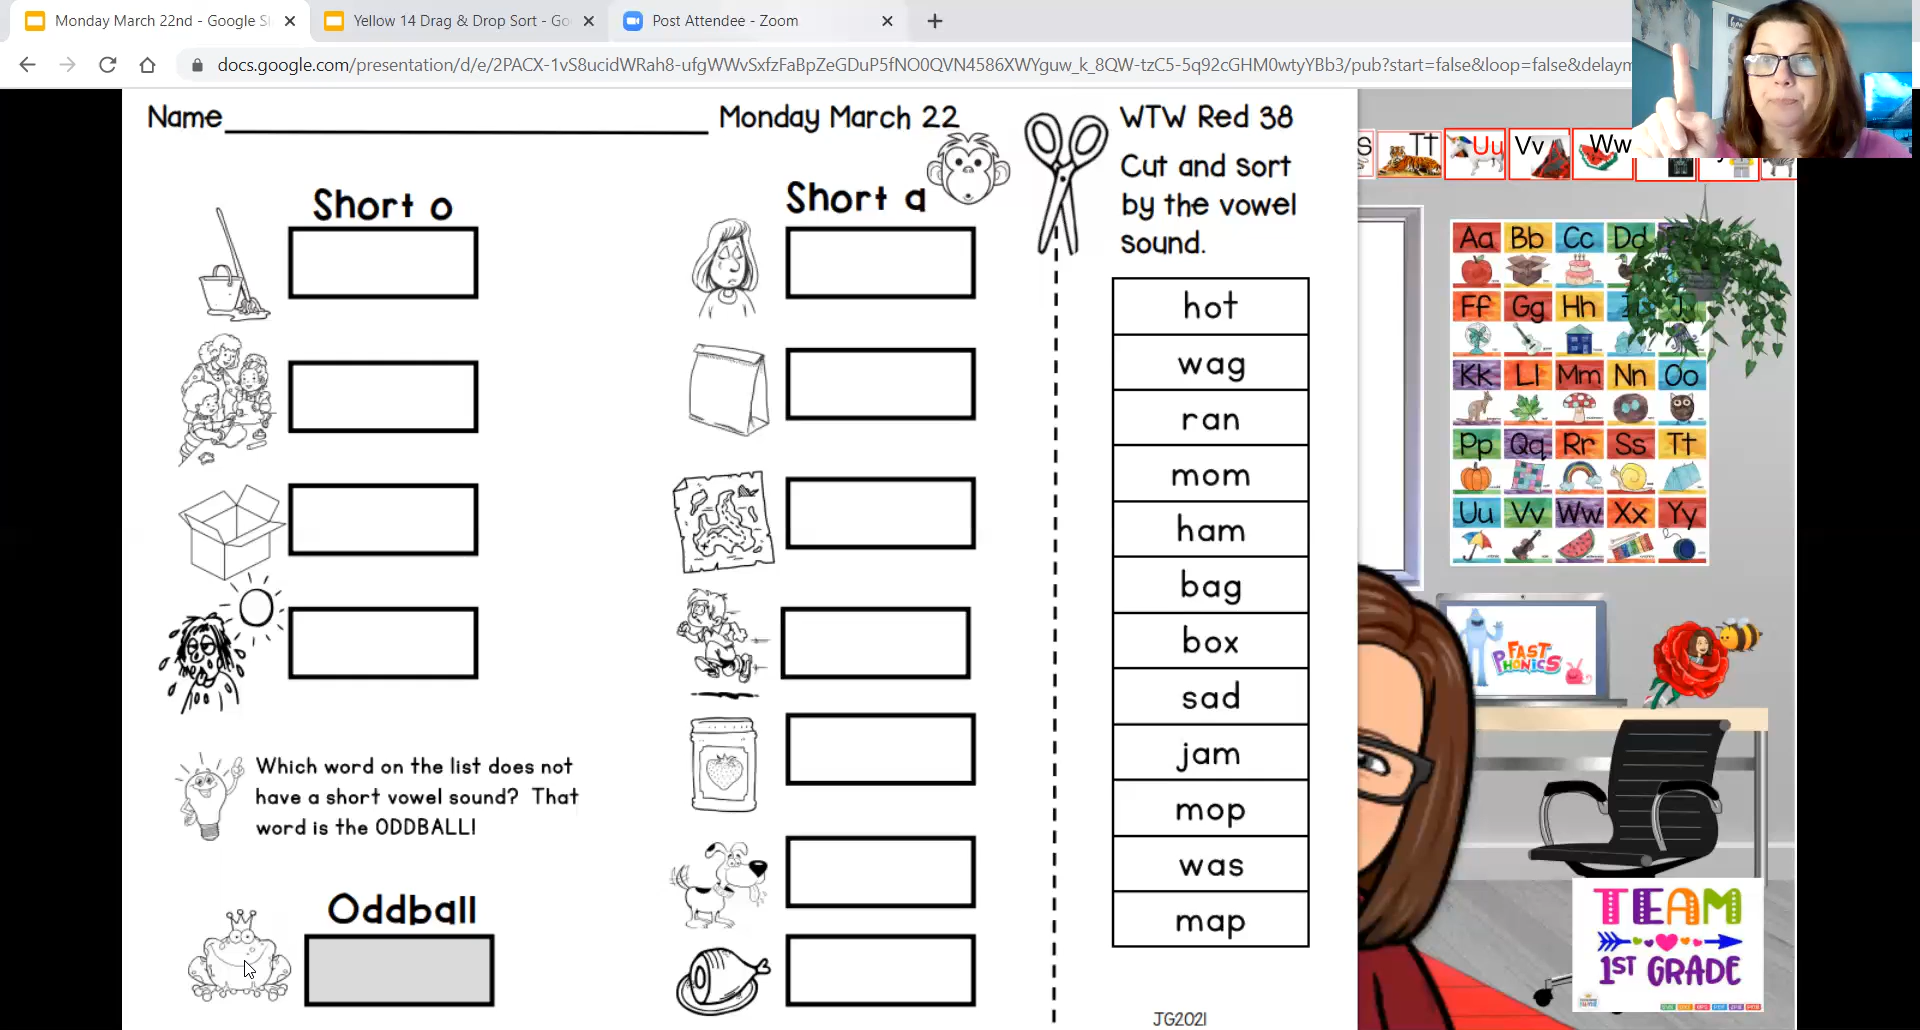 Monday March 22nd - Google Sl
Yellow 14 Drag & Drop Sort - Go
Post Attendee - Zoom
docs.google.com/presentation/d/e/2PACX-1vS8ucidWRah8-ufgWWvSxfzFaBpZeGDuP5fNO0QVN4586XWYguw_k_8QW-tzC5-5q92cGHM0wtyYBb3/pub?start=false&loop=false&delaym
Name
Monday March 22
Short o
Short a
Oddball
Which word on the list does not
have a short vowel sound? That
word is the ODDBALL!
WTW Red 38
Cut and sort
by the vowel
sound.
hot
wag
ran
mom
ham
bag
box
sad
jam
mop
was
map
JG2021
S Tt Uu Vv Ww
Aa Bb Cc Dd
Ff Gg Hh
Kk Ll Mm Nn Oo
Pp Qq Rr Ss Tt
Uu Vv Ww Xx Yy
FAST
PHONICS
TEAM
1ST GRADE